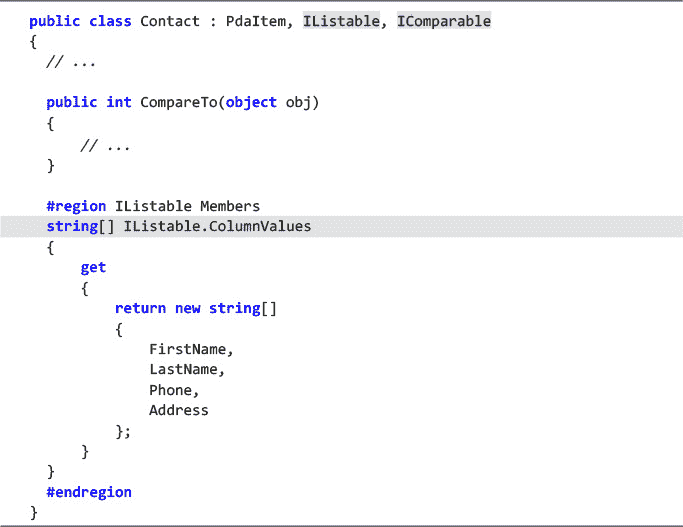 public class Contact : PdaItem, IListable, IComparable
{
  // ...

  public int CompareTo(object obj)
  {
      // ...
  }

  #region IListable Members
  string[] IListable.ColumnValues
  {
      get
      {
          return new string[]
          {
              FirstName,
              LastName,
              Phone,
              Address
          };
      }
  }
  #endregion
}